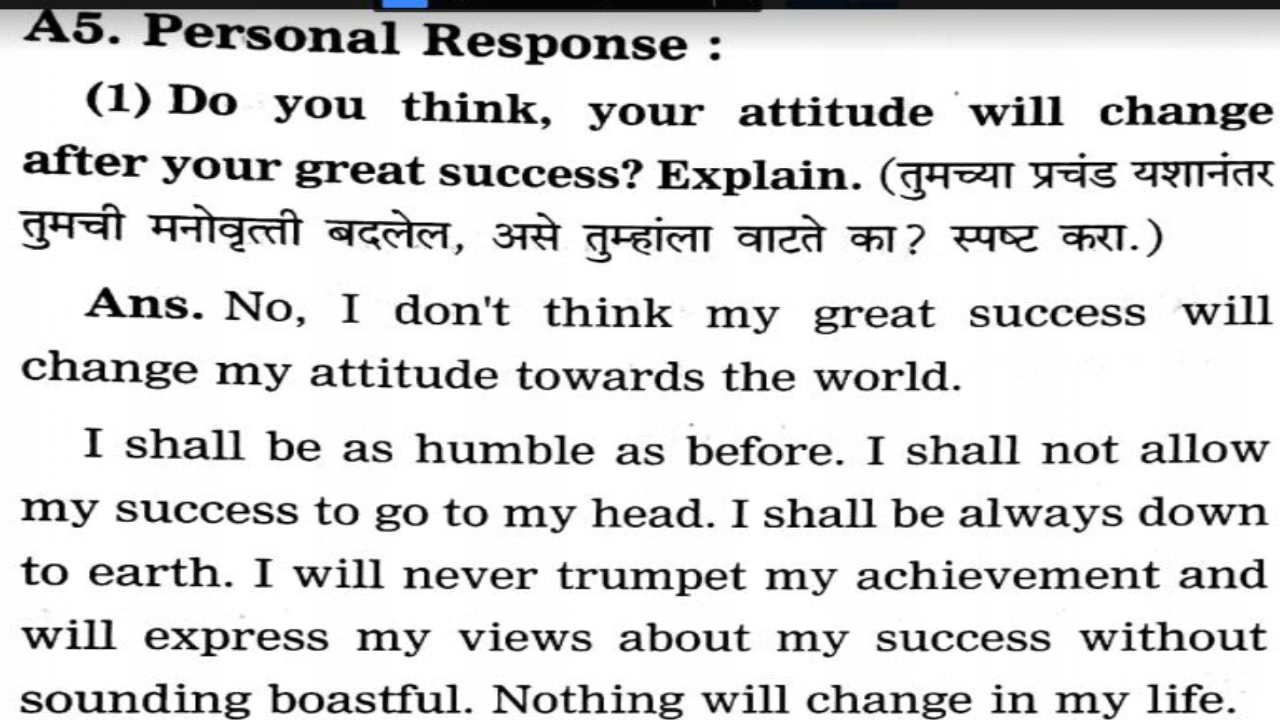 A5. Personal Response :
(1) Do you think, your attitude will change
after your great success? Explain. (तुमच्या प्रचंड यशानंतर
तुमची मनोवृत्ती बदलेल, असे तुम्हांला वाटते का? स्पष्ट करा.)
Ans. No, I don't think my great success will
change my attitude towards the world.
I shall be as humble as before. I shall not allow
my success to go to my head. I shall be always down
to earth. I will never trumpet my achievement and
will express my views about my success without
sounding boastful. Nothing will change in my life.